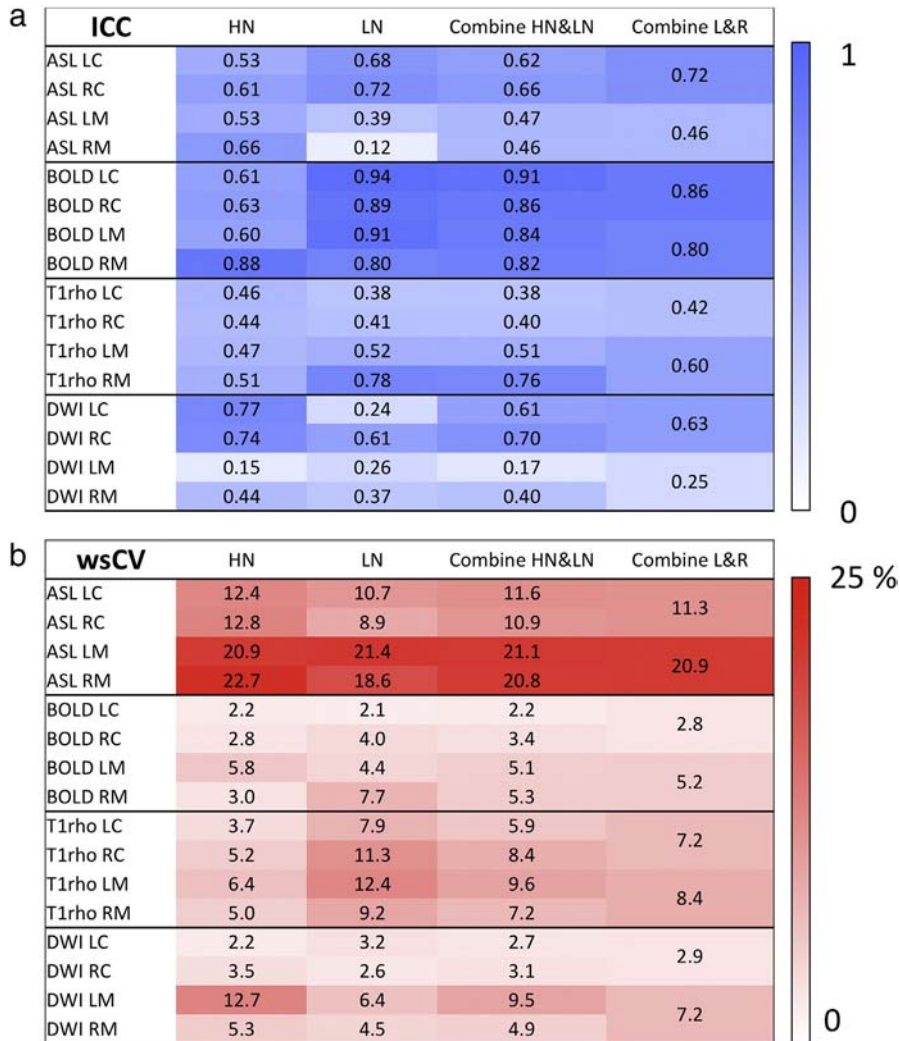 a
ICC HN LN Combine HN&LN Combine L&R
ASL LC 0.53 0.68 0.62 0.72
ASL RC 0.61 0.72 0.66
ASL LM 0.53 0.39 0.47 0.46
ASL RM 0.66 0.12 0.46
BOLD LC 0.61 0.94 0.91 0.86
BOLD RC 0.63 0.89 0.86
BOLD LM 0.60 0.91 0.84 0.80
BOLD RM 0.88 0.80 0.82
T1rho LC 0.46 0.38 0.38 0.42
T1rho RC 0.44 0.41 0.40
T1rho LM 0.47 0.52 0.51 0.60
T1rho RM 0.51 0.78 0.76
DWI LC 0.77 0.24 0.61 0.63
DWI RC 0.74 0.61 0.70
DWI LM 0.15 0.26 0.17 0.25
DWI RM 0.44 0.37 0.40
1
0
b
wsCV HN LN Combine HN&LN Combine L&R
ASL LC 12.4 10.7 11.6 11.3
ASL RC 12.8 8.9 10.9
ASL LM 20.9 21.4 21.1 20.9
ASL RM 22.7 18.6 20.8
BOLD LC 2.2 2.1 2.2 2.8
BOLD RC 2.8 4.0 3.4
BOLD LM 5.8 4.4 5.1 5.2
BOLD RM 3.0 7.7 5.3
T1rho LC 3.7 7.9 5.9 7.2
T1rho RC 5.2 11.3 8.4
T1rho LM 6.4 12.4 9.6 8.4
T1rho RM 5.0 9.2 7.2
DWI LC 2.2 3.2 2.7 2.9
DWI RC 3.5 2.6 3.1
DWI LM 12.7 6.4 9.5 7.2
DWI RM 5.3 4.5 4.9
25 %
0